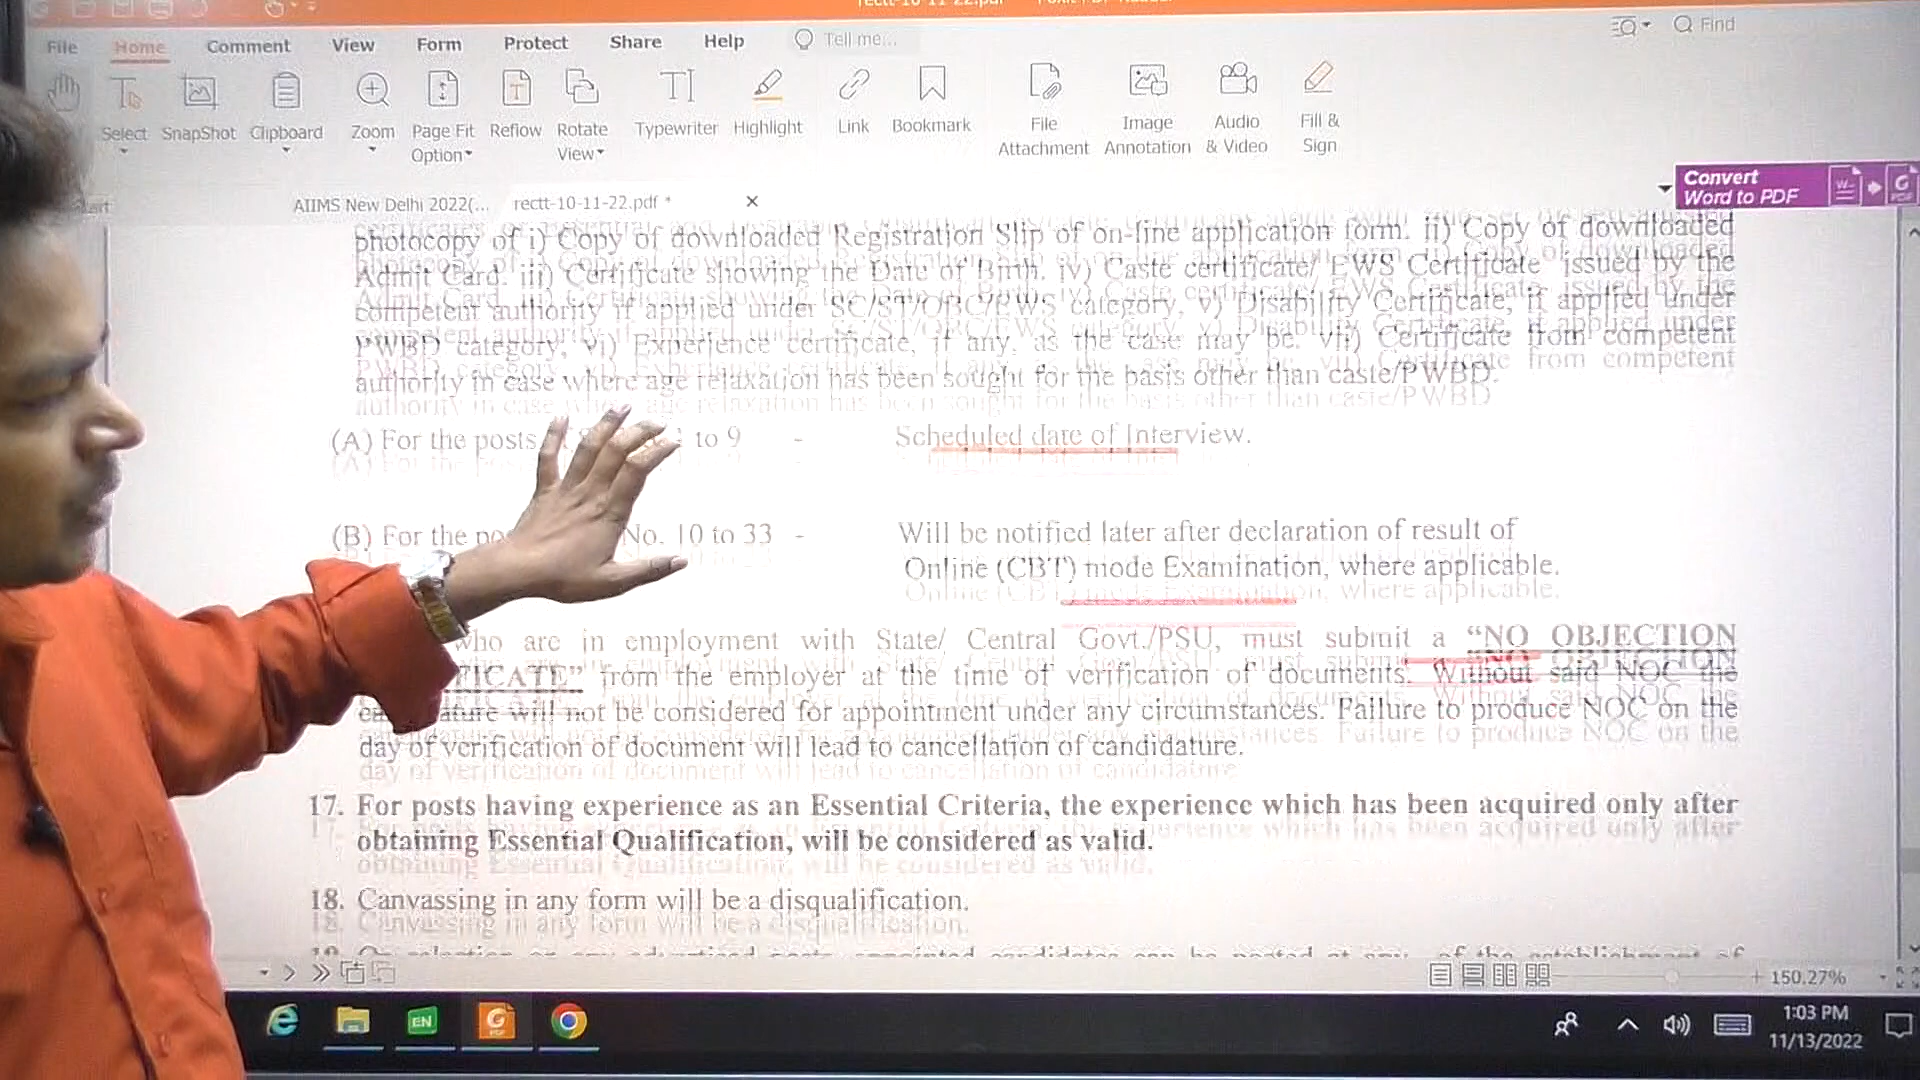 File Home Comment View Form Protect Share Help Tell me... Find
Select SnapShot Clipboard Zoom Page Fit Option Reflow Rotate View Typewriter Highlight Link Bookmark File Attachment Image Annotation Audio & Video Fill & Sign
Convert
Word to PDF
AIIMS New Delhi 2022(... rectt-10-11-22.pdf *
photocopy of i) Copy of downloaded Registration Slip of on-line application form. ii) Copy of downloaded
Admit Card. iii) Certificate showing the Date of Birth. iv) Caste certificate/ EWS Certificate issued by the
competent authority if applied under SC/ST/OBC/EWS category, v) Disability Certificate, if applied under
PWBD category, vi) Experience certificate, if any, as the case may be. vii) Certificate from competent
authority in case where age relaxation has been sought for the basis other than caste/PWBD.
(A) For the posts to 9 - Scheduled date of Interview.
(B) For the No. 10 to 33 - Will be notified later after declaration of result of
Online (CBT) mode Examination, where applicable.
who are in employment with State/ Central Govt./PSU, must submit a “NO OBJECTION
FICATE” from the employer at the time of verification of documents. Without said NOC the
will not be considered for appointment under any circumstances. Failure to produce NOC on the
day of verification of document will lead to cancellation of candidature.
17. For posts having experience as an Essential Criteria, the experience which has been acquired only after
obtaining Essential Qualification, will be considered as valid.
18. Canvassing in any form will be a disqualification.
150.27%
EN
1:03 PM
11/13/2022